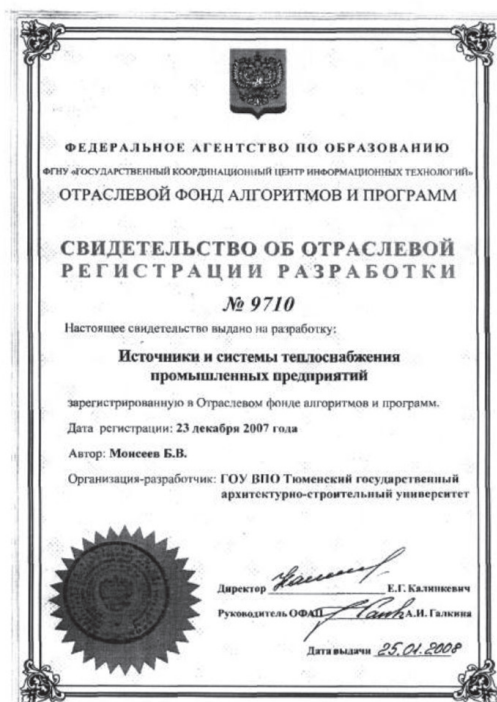 ФЕДЕРАЛЬНОЕ АГЕНТСТВО ПО ОБРАЗОВАНИЮ
ФГНУ «ГОСУДАРСТВЕННЫЙ КООРДИНАЦИОННЫЙ ЦЕНТР ИНФОРМАЦИОННЫХ ТЕХНОЛОГИЙ»
ОТРАСЛЕВОЙ ФОНД АЛГОРИТМОВ И ПРОГРАММ
СВИДЕТЕЛЬСТВО ОБ ОТРАСЛЕВОЙ
РЕГИСТРАЦИИ РАЗРАБОТКИ
№ 9710
Настоящее свидетельство выдано на разработку:
Источники и системы теплоснабжения
промышленных предприятий
зарегистрированную в Отраслевом фонде алгоритмов и программ.
Дата регистрации: 23 декабря 2007 года
Автор: Моисеев Б.В.
Организация-разработчик: ГОУ ВПО Тюменский государственный
архитектурно-строительный университет
Директор Е.Г. Калинкевич
Руководитель ОФАП А.И. Галкина
Дата выдачи 25.01.2008